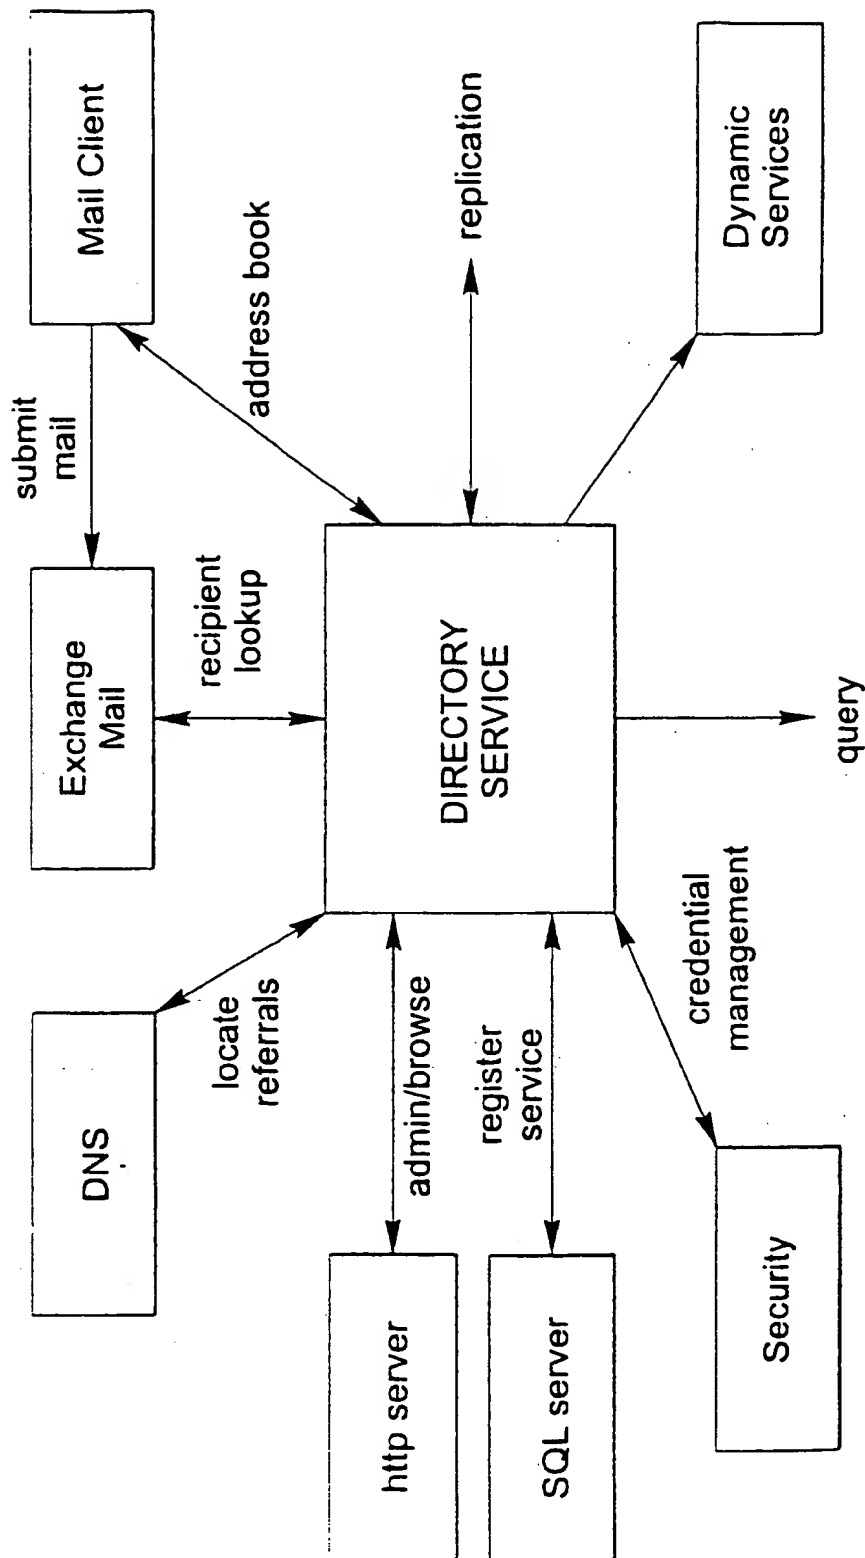 DNS
Exchange
Mail
Mail Client
submit
mail
locate
referrals
recipient
lookup
address book
http server
admin/browse
DIRECTORY
SERVICE
replication
SQL server
register
service
credential
management
Security
query
Dynamic
Services